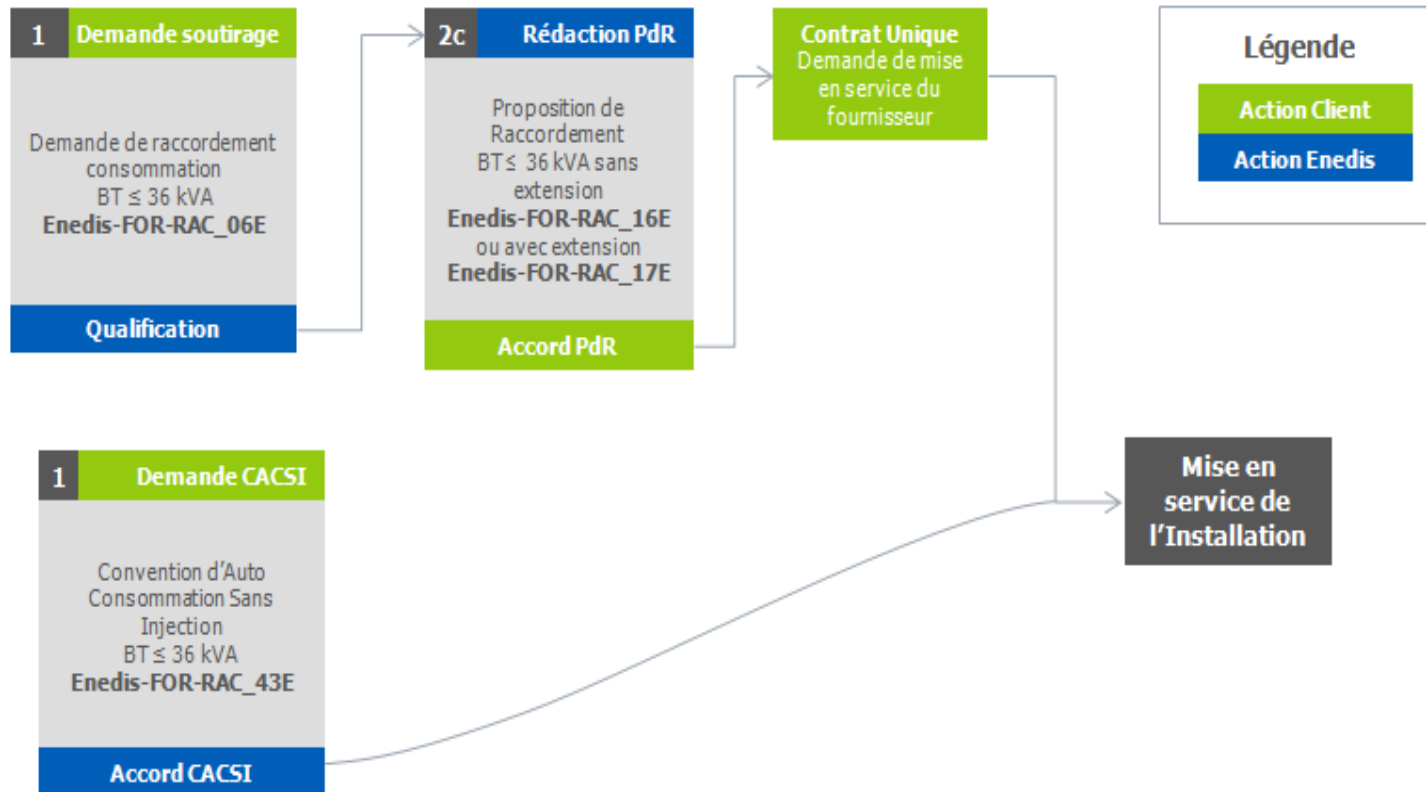 1 Demande soutirage
Demande de raccordement
consommation
BT ≤ 36 kVA
Enedis-FOR-RAC_06E
Qualification
2c Rédaction PdR
Proposition de
Raccordement
BT ≤ 36 kVA sans
extension
Enedis-FOR-RAC_16E
ou avec extension
Enedis-FOR-RAC_17E
Accord PdR
Contrat Unique
Demande de mise
en service du
fournisseur
Légende
Action Client
Action Enedis
1 Demande CACSI
Convention d'Auto
Consommation Sans
Injection
BT ≤ 36 kVA
Enedis-FOR-RAC_43E
Accord CACSI
Mise en
service de
l'Installation